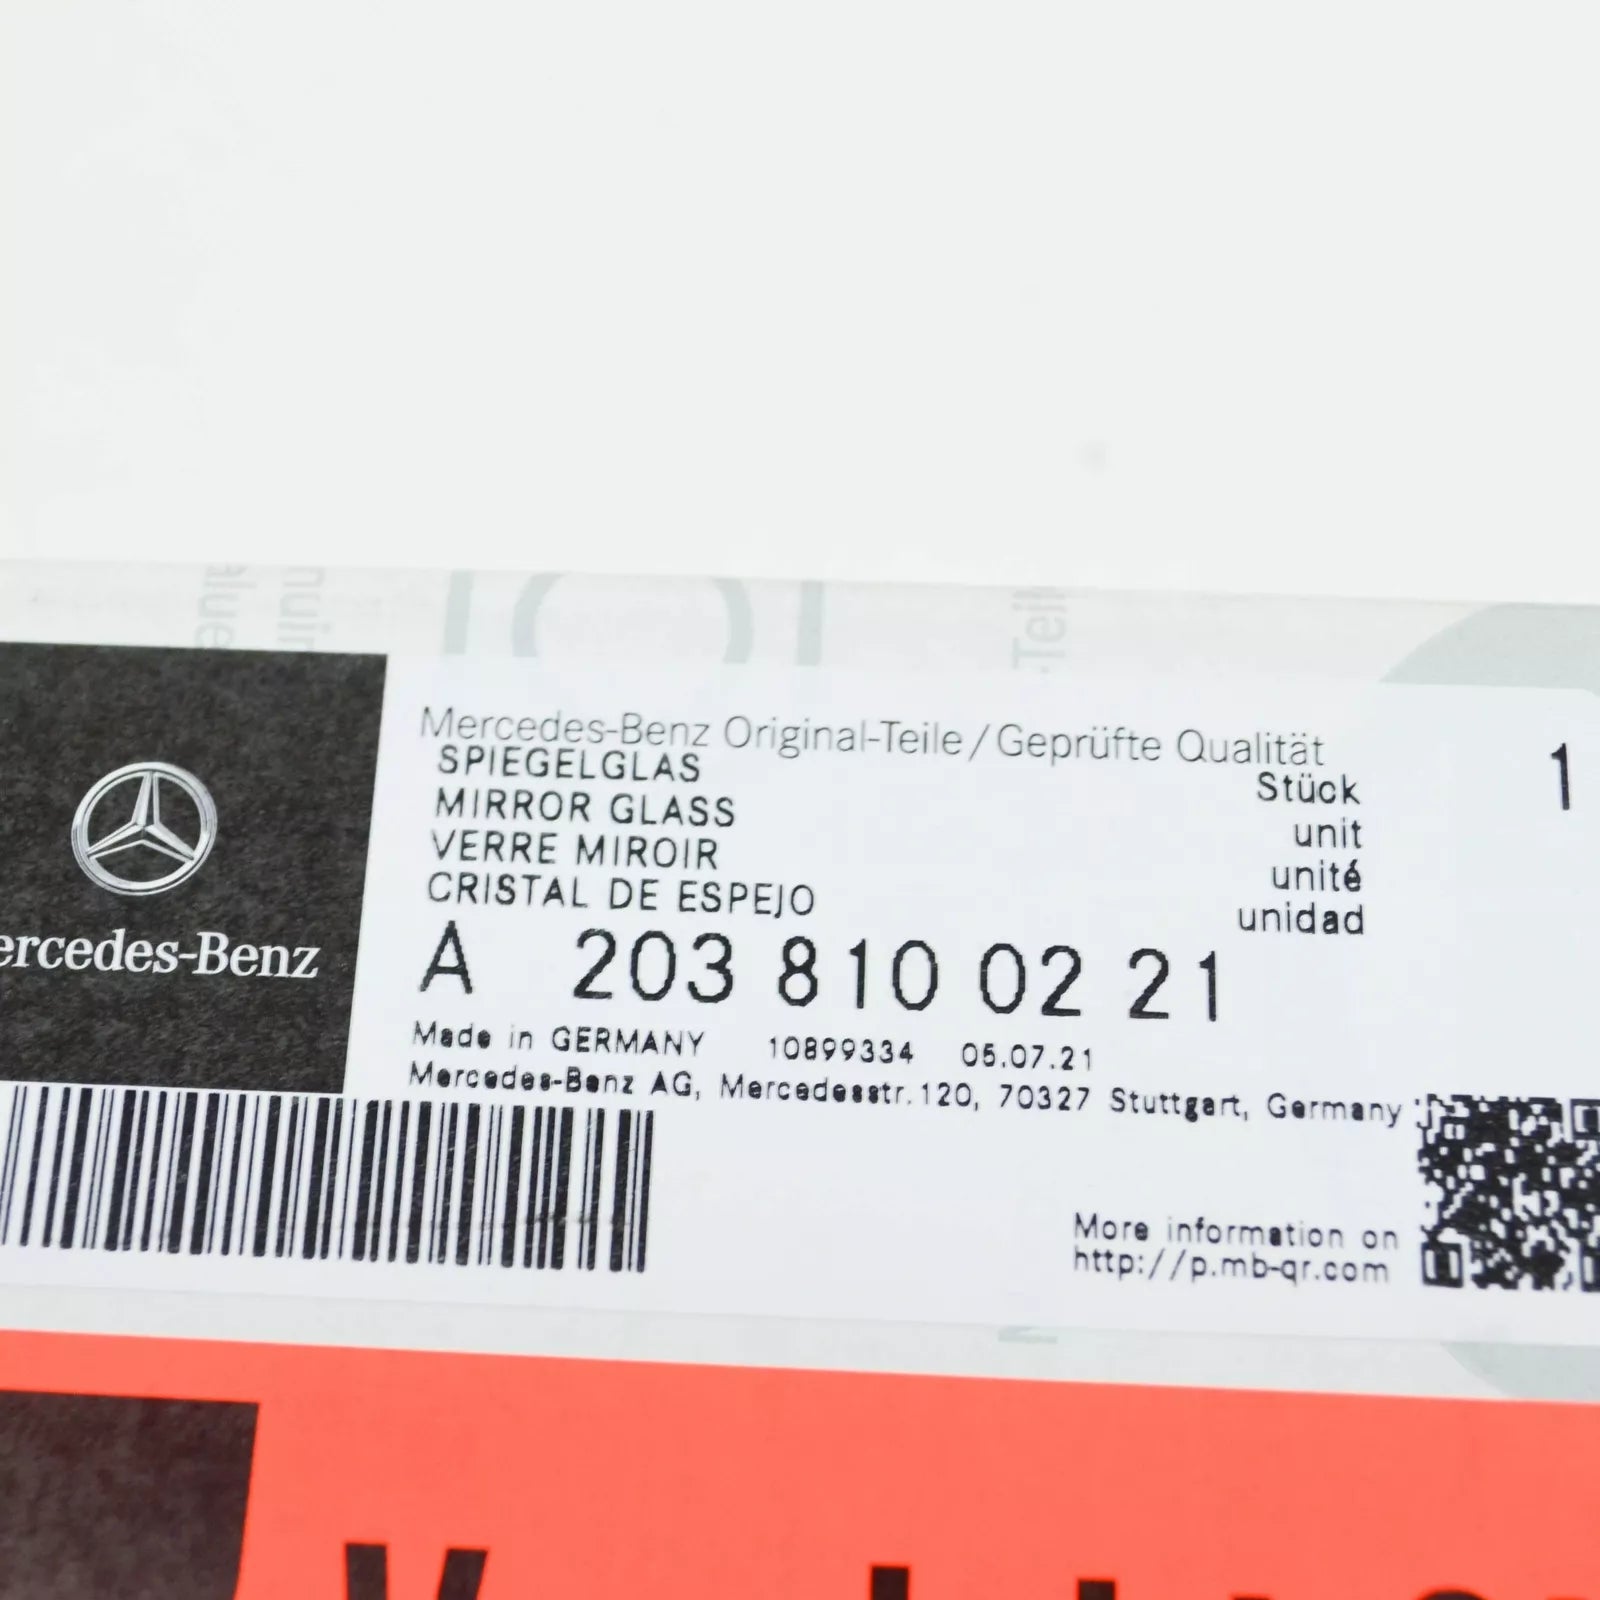 Mercedes-Benz Original-Teile/Geprüfte Qualität
SPIEGELGLAS
MIRROR GLASS
VERRE MIROIR
CRISTAL DE ESPEJO
Stück 1
unit
unité
unidad
A 203 810 02 21
Made in GERMANY 10899334 05.07.21
Mercedes-Benz AG, Mercedesstr.120, 70327 Stuttgart, Germany
More information on
http://p.mb-qr.com
ercedes-Benz
-Teil